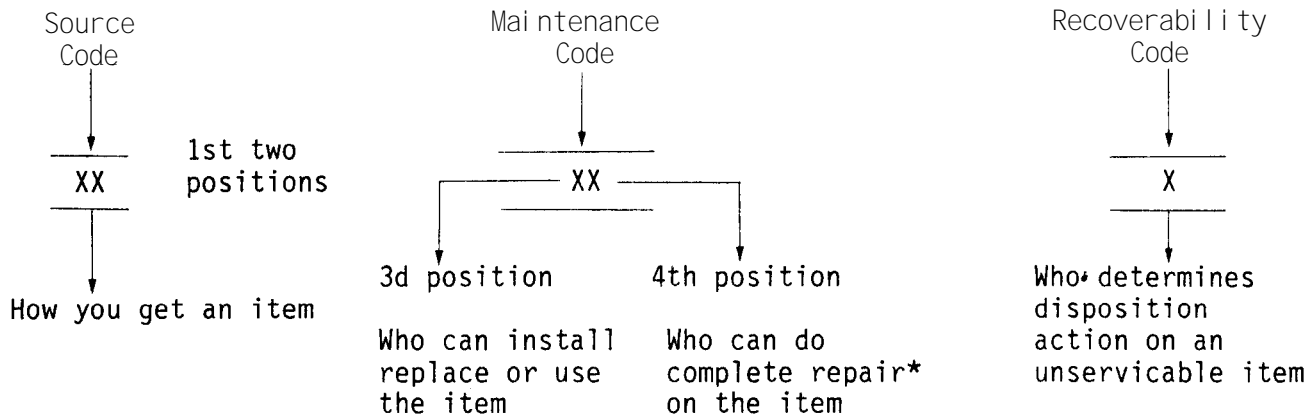 Source
Code
1st two
positions
XX
How you get an item
Maintenance
Code
XX
3d position
Who can install
replace or use
the item
4th position
Who can do
complete repair*
on the item
Recoverability
Code
X
Who determines
disposition
action on an
unservicable item